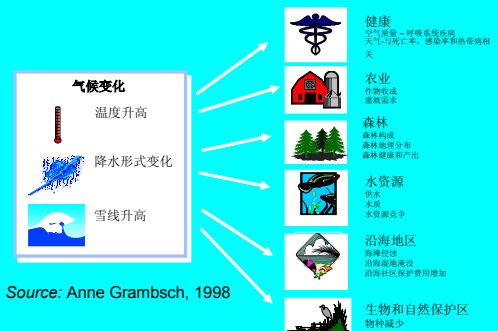 气候变化
温度升高
降水形式变化
雪线升高
Source: Anne Grambsch, 1998
健康
空气质量 – 呼吸系统疾病
天气-与死亡率，感染率和热带病相
关
农业
作物收成
灌溉需求
森林
森林构成
森林地理分布
森林健康和产出
水资源
供水
水质
水资源竞争
沿海地区
海滩侵蚀
沿海湿地淹没
沿海社区保护费用增加
生物和自然保护区
物种减少